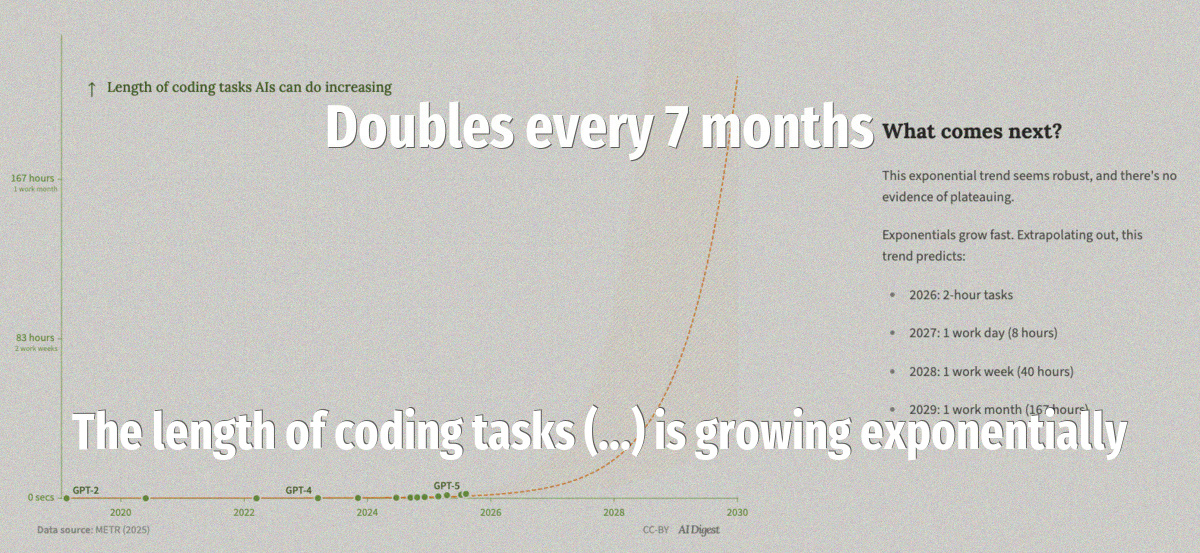 ↑ Length of coding tasks AIs can do increasing
Doubles every 7 months
What comes next?
This exponential trend seems robust, and there's no
evidence of plateauing.
Exponentials grow fast. Extrapolating out, this
trend predicts:
• 2026: 2-hour tasks
• 2027: 1 work day (8 hours)
• 2028: 1 work week (40 hours)
• 2029: 1 work month (167 hours)
167 hours
1 work month
83 hours
2 work weeks
The length of coding tasks (...) is growing exponentially
0 secs
GPT-2
GPT-4
GPT-5
2020 2022 2024 2026 2028 2030
Data source: METR (2025)
CC-BY AI Digest